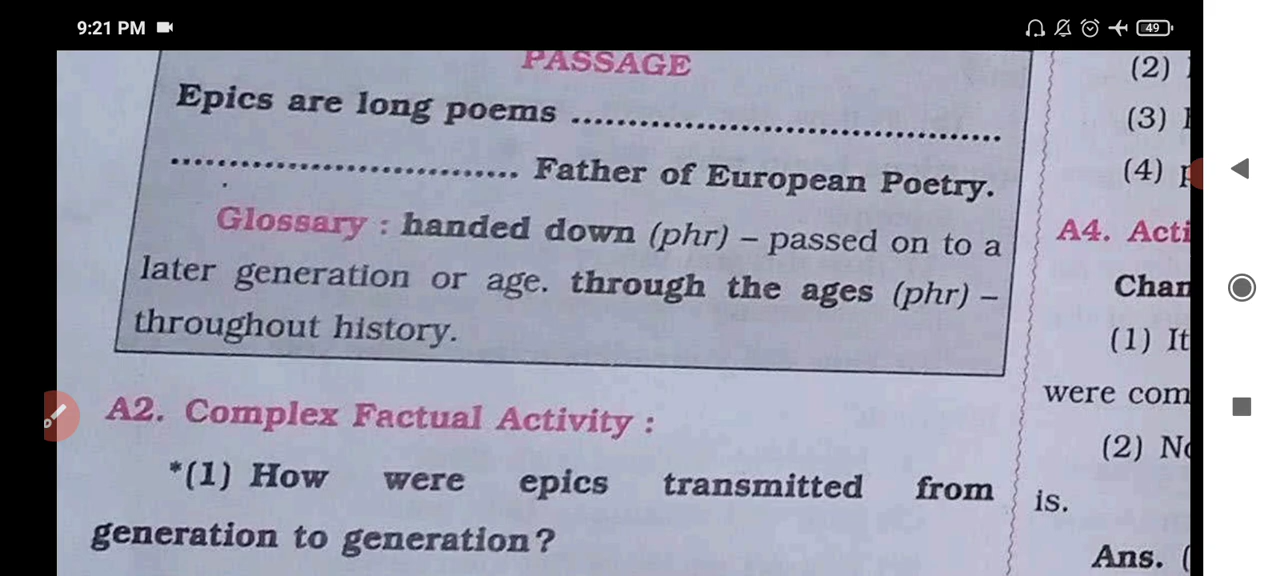 9:21 PM
49
PASSAGE
Epics are long poems ......................................
............................... Father of European Poetry.
Glossary : handed down (phr) – passed on to a
later generation or age. through the ages (phr) –
throughout history.
A2. Complex Factual Activity :
*(1) How were epics transmitted from
generation to generation?
(2)
(3)
(4)
A4.
(1) It
were com
(2)
is.
Ans. (